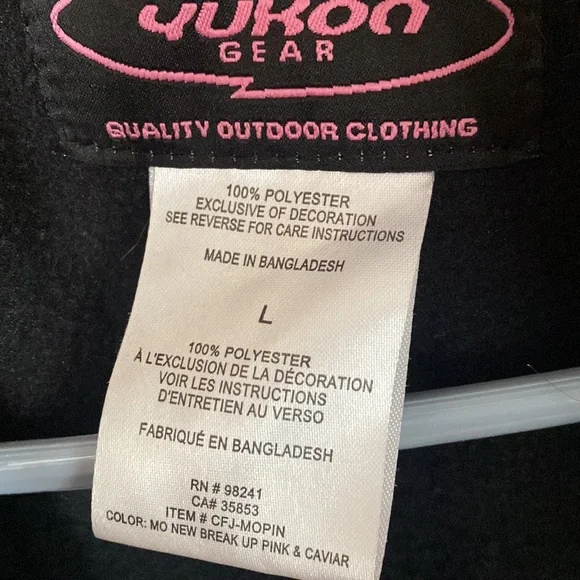 YUKON
GEAR
QUALITY OUTDOOR CLOTHING
100% POLYESTER
EXCLUSIVE OF DECORATION
SEE REVERSE FOR CARE INSTRUCTIONS
MADE IN BANGLADESH
L
100% POLYESTER
À L'EXCLUSION DE LA DÉCORATION
VOIR LES INSTRUCTIONS
D'ENTRETIEN AU VERSO
FABRIQUÉ EN BANGLADESH
RN # 98241
CA# 35853
ITEM # CFJ-MOPIN
COLOR: MO NEW BREAK UP PINK & CAVIAR